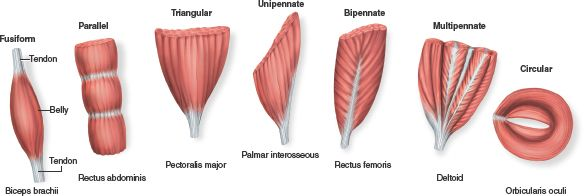 Fusiform
Tendon
Belly
Tendon
Biceps brachii
Parallel
Rectus abdominis
Triangular
Pectoralis major
Unipennate
Palmar interosseous
Bipennate
Rectus femoris
Multipennate
Deltoid
Circular
Orbicularis oculi